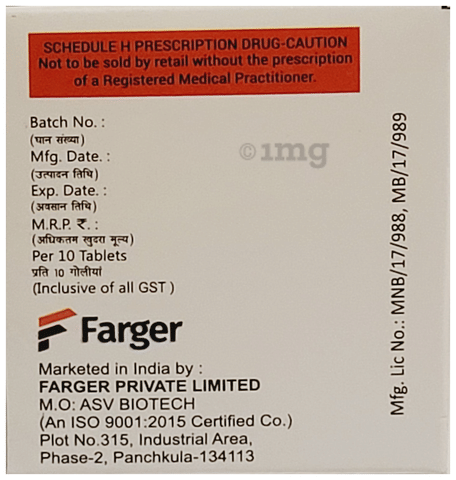 SCHEDULE H PRESCRIPTION DRUG-CAUTION
Not to be sold by retail without the prescription
of a Registered Medical Practitioner.
Batch No. :
(घान संख्या)
Mfg. Date. :
(उत्पादन तिथि)
Exp. Date. :
(अवसान तिथि)
M.R.P. ₹. :
(अधिकतम खुदरा मूल्य)
Per 10 Tablets
प्रति 10 गोलीयां
(Inclusive of all GST )
©1mg
Farger
Marketed in India by :
FARGER PRIVATE LIMITED
M.O: ASV BIOTECH
(An ISO 9001:2015 Certified Co.)
Plot No.315, Industrial Area,
Phase-2, Panchkula-134113
Mfg. Lic No.: MNB/17/988, MB/17/989